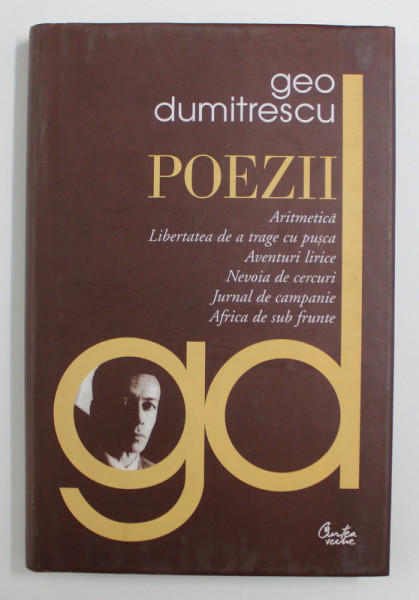 geo
dumitrescu
POEZII
Aritmetică
Libertatea de a trage cu pușca
Aventuri lirice
Nevoia de cercuri
Jurnal de campanie
Africa de sub frunte
gd
Curtea
veche